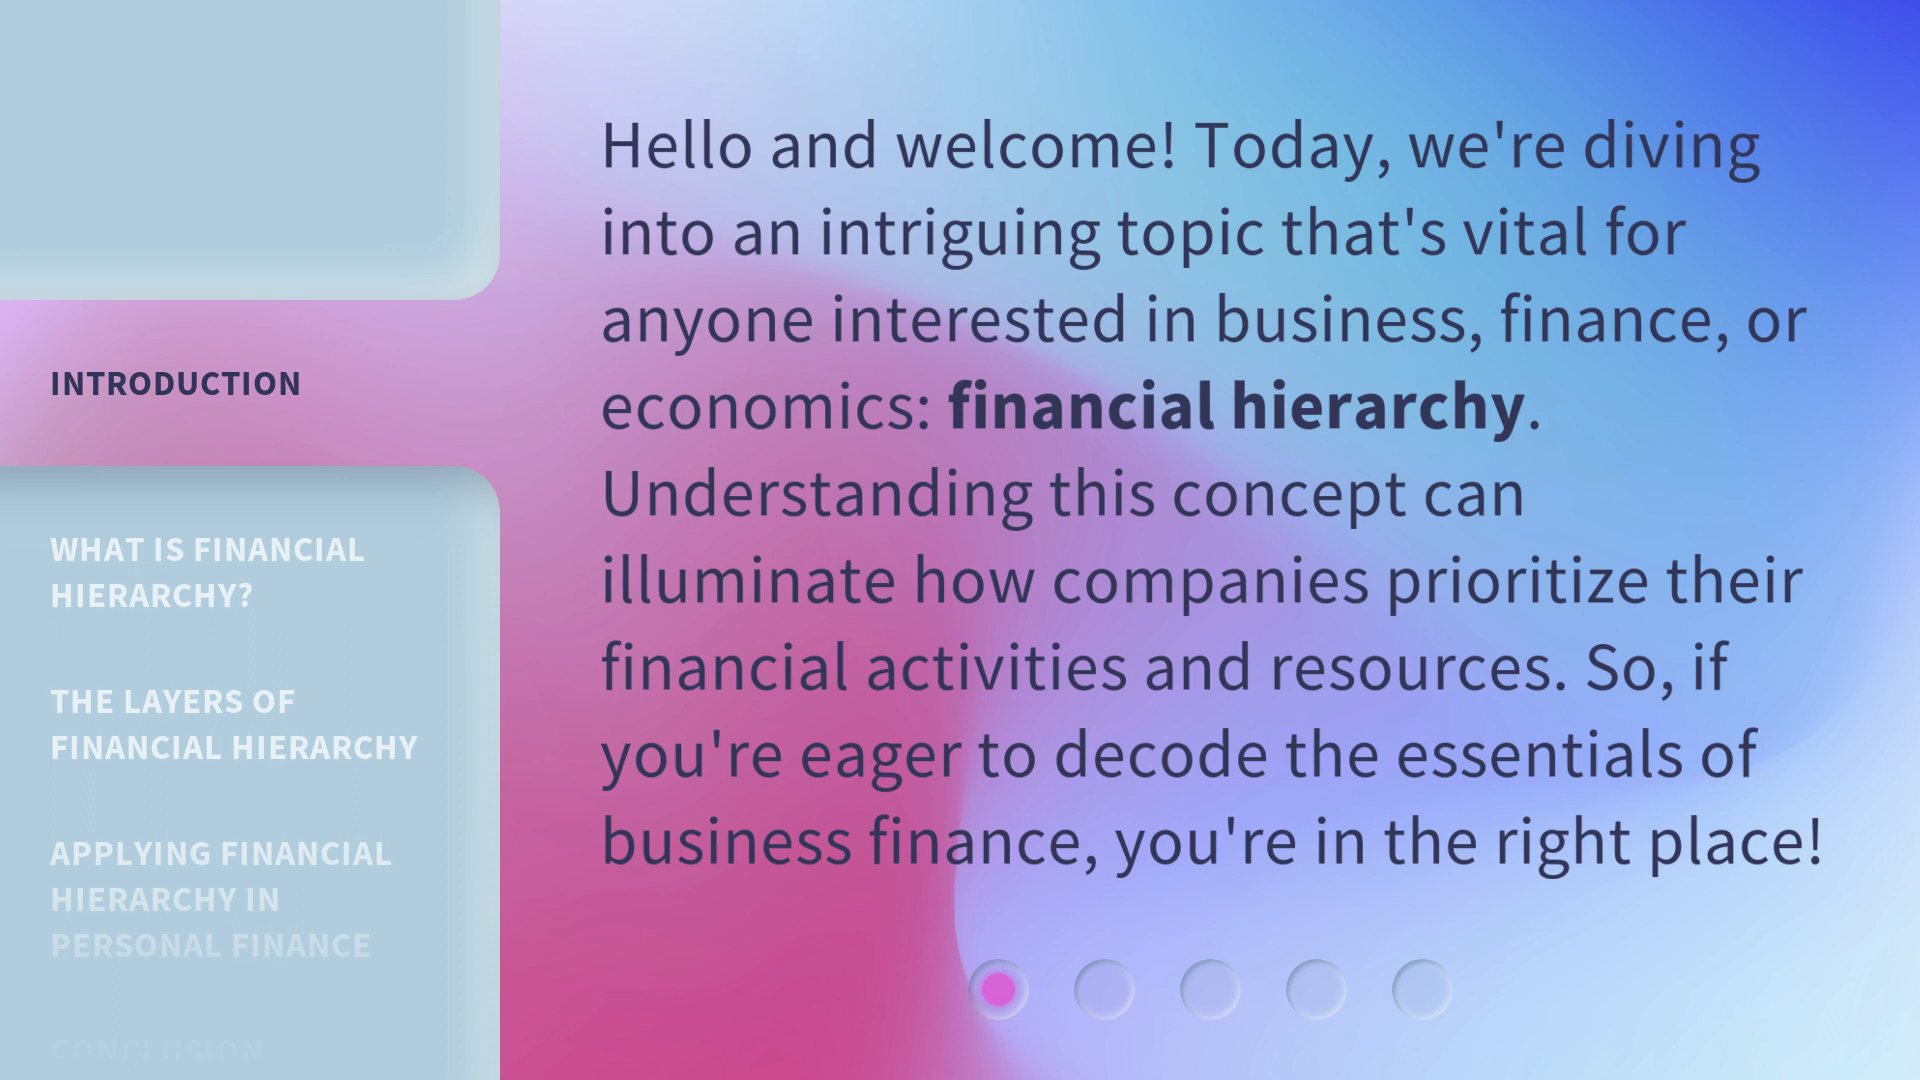 INTRODUCTION
WHAT IS FINANCIAL
HIERARCHY?
THE LAYERS OF
FINANCIAL HIERARCHY
APPLYING FINANCIAL
HIERARCHY IN
PERSONAL FINANCE
CONCLUSION
Hello and welcome! Today, we're diving
into an intriguing topic that's vital for
anyone interested in business, finance, or
economics: financial hierarchy.
Understanding this concept can
illuminate how companies prioritize their
financial activities and resources. So, if
you're eager to decode the essentials of
business finance, you're in the right place!